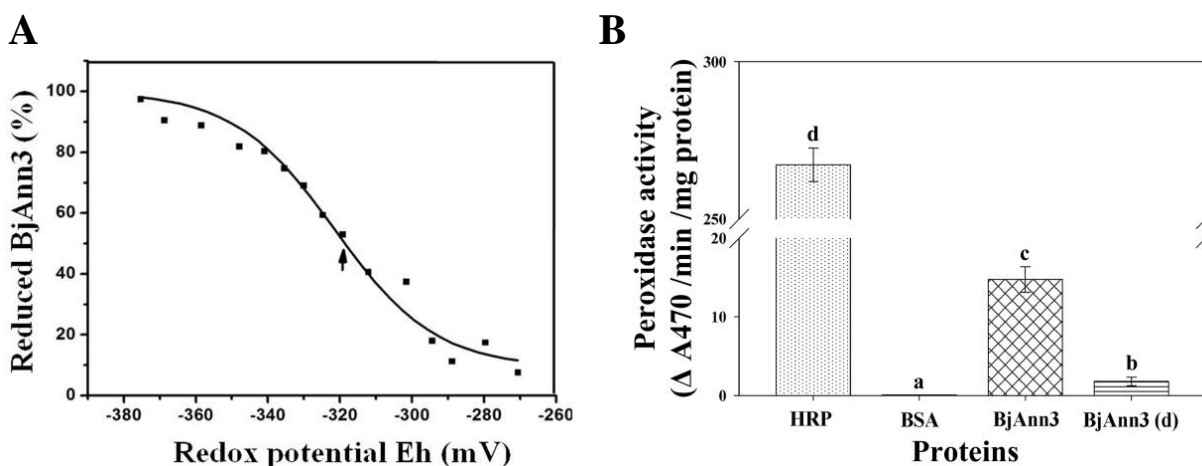 A
Reduced BjAnn3 (%)
100
80
60
40
20
0
-380 -360 -340 -320 -300 -280 -260
Redox potential Eh (mV)
B
Peroxidase activity
(Δ A470 /min /mg protein)
300
250
20
10
0
d
a
c
b
HRP BSA BjAnn3 BjAnn3 (d)
Proteins